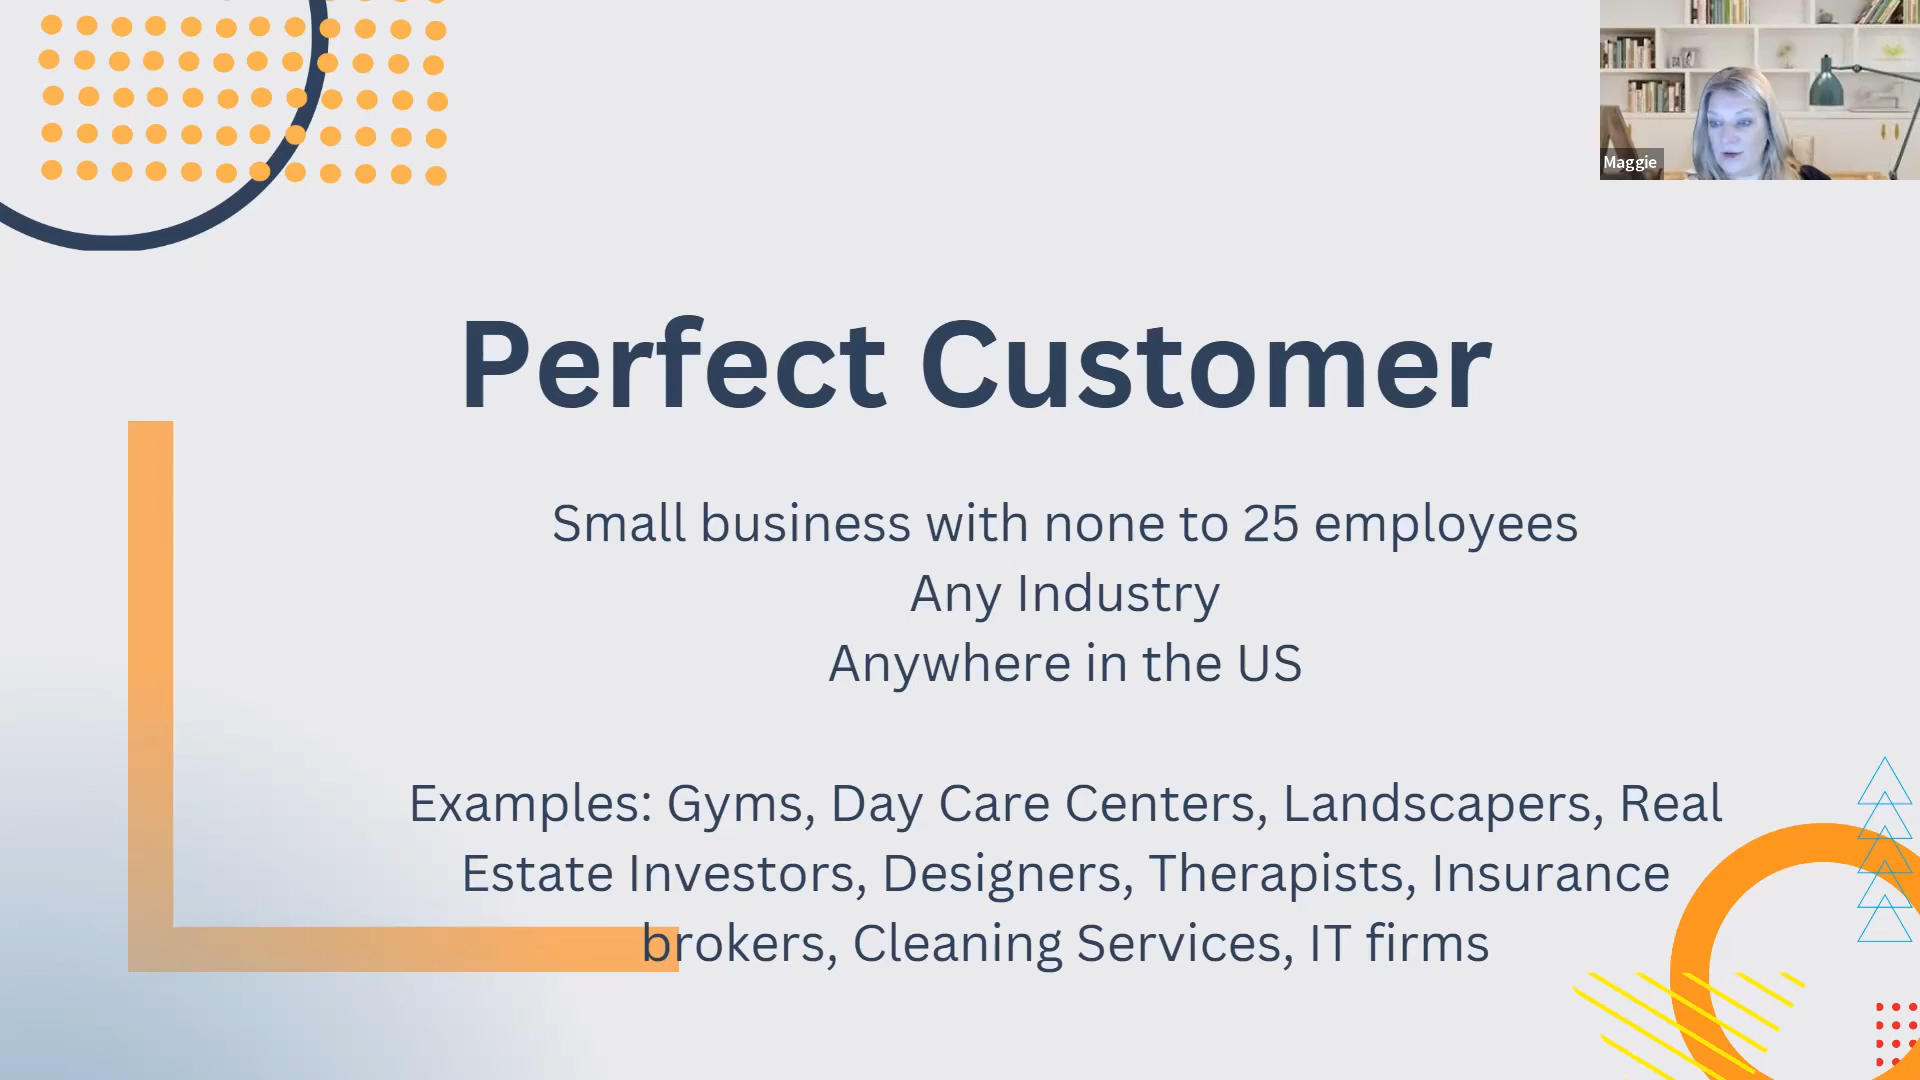 Maggie
Perfect Customer
Small business with none to 25 employees
Any Industry
Anywhere in the US
Examples: Gyms, Day Care Centers, Landscapers, Real
Estate Investors, Designers, Therapists, Insurance
brokers, Cleaning Services, IT firms